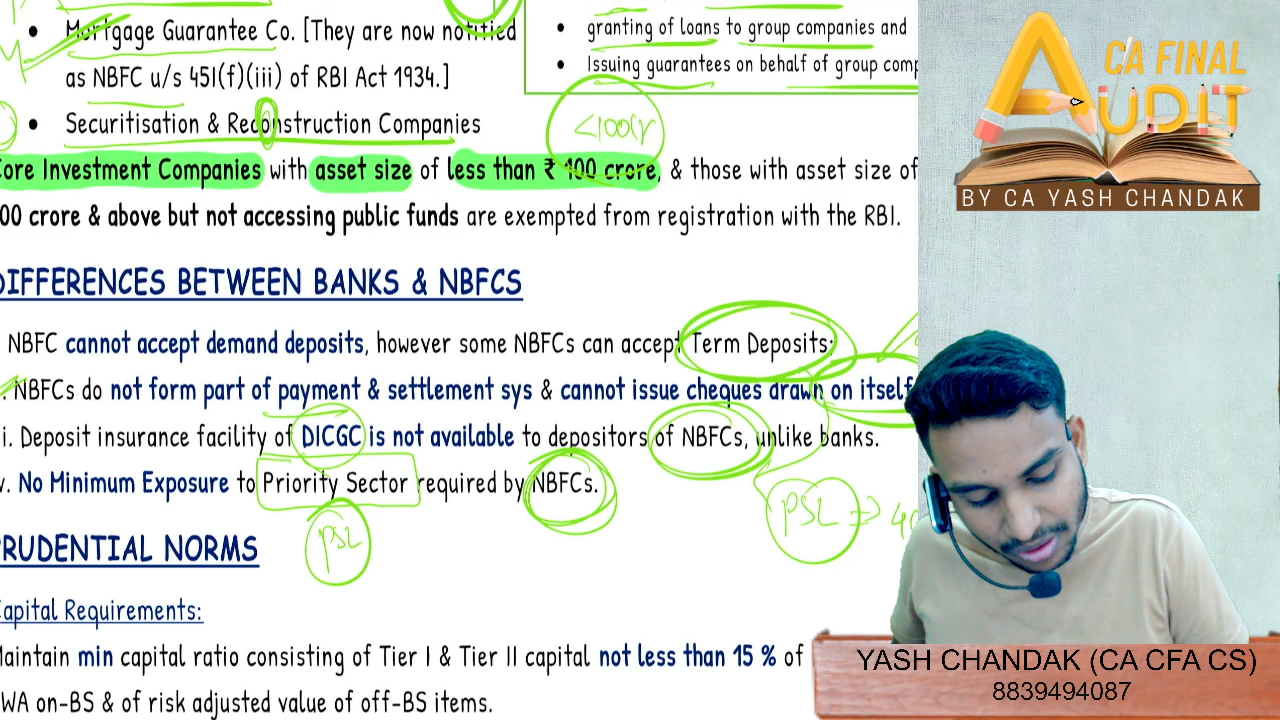 Mortgage Guarantee Co. [They are now notified
as NBFC u/s 45I(f)(iii) of RBI Act 1934.]
Securitisation & Reconstruction Companies
granting of loans to group companies and
Issuing guarantees on behalf of group comp
<100Cr
Core Investment Companies with asset size of less than ₹ 100 crore, & those with asset size of
00 crore & above but not accessing public funds are exempted from registration with the RBI.
DIFFERENCES BETWEEN BANKS & NBFCS
NBFC cannot accept demand deposits, however some NBFCs can accept Term Deposits;
. NBFCs do not form part of payment & settlement sys & cannot issue cheques drawn on itself
i. Deposit insurance facility of DICGC is not available to depositors of NBFCs, unlike banks.
v. No Minimum Exposure to Priority Sector required by NBFCs.
PSL
PSL => 40
PRUDENTIAL NORMS
Capital Requirements:
Maintain min capital ratio consisting of Tier I & Tier II capital not less than 15 % of
WA on-BS & of risk adjusted value of off-BS items.
CA FINAL
AUDIT
BY CA YASH CHANDAK
YASH CHANDAK (CA CFA CS)
8839494087